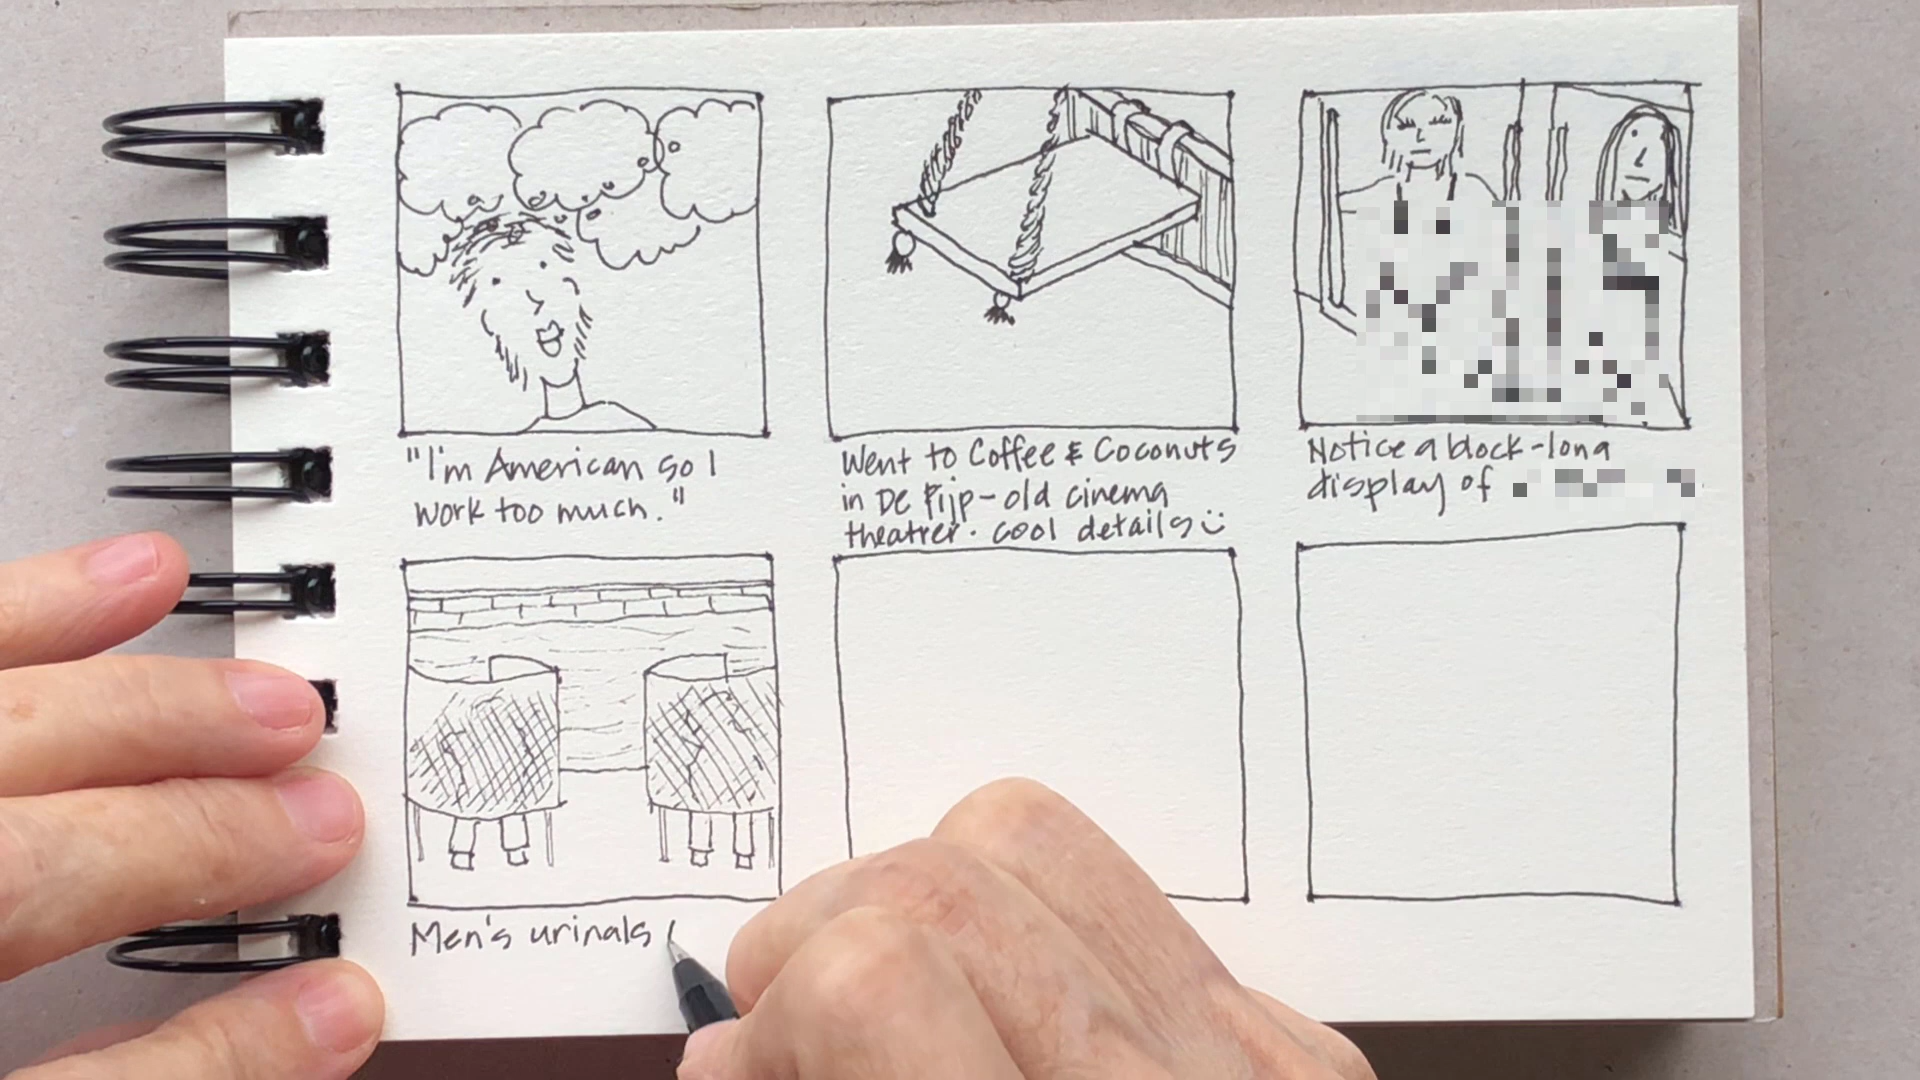 "I'm American so I
work too much."
Went to Coffee & Coconuts
in De Pijp - old cinema
theatrer. cool details
Notice a block-long
display of
Men's urinals